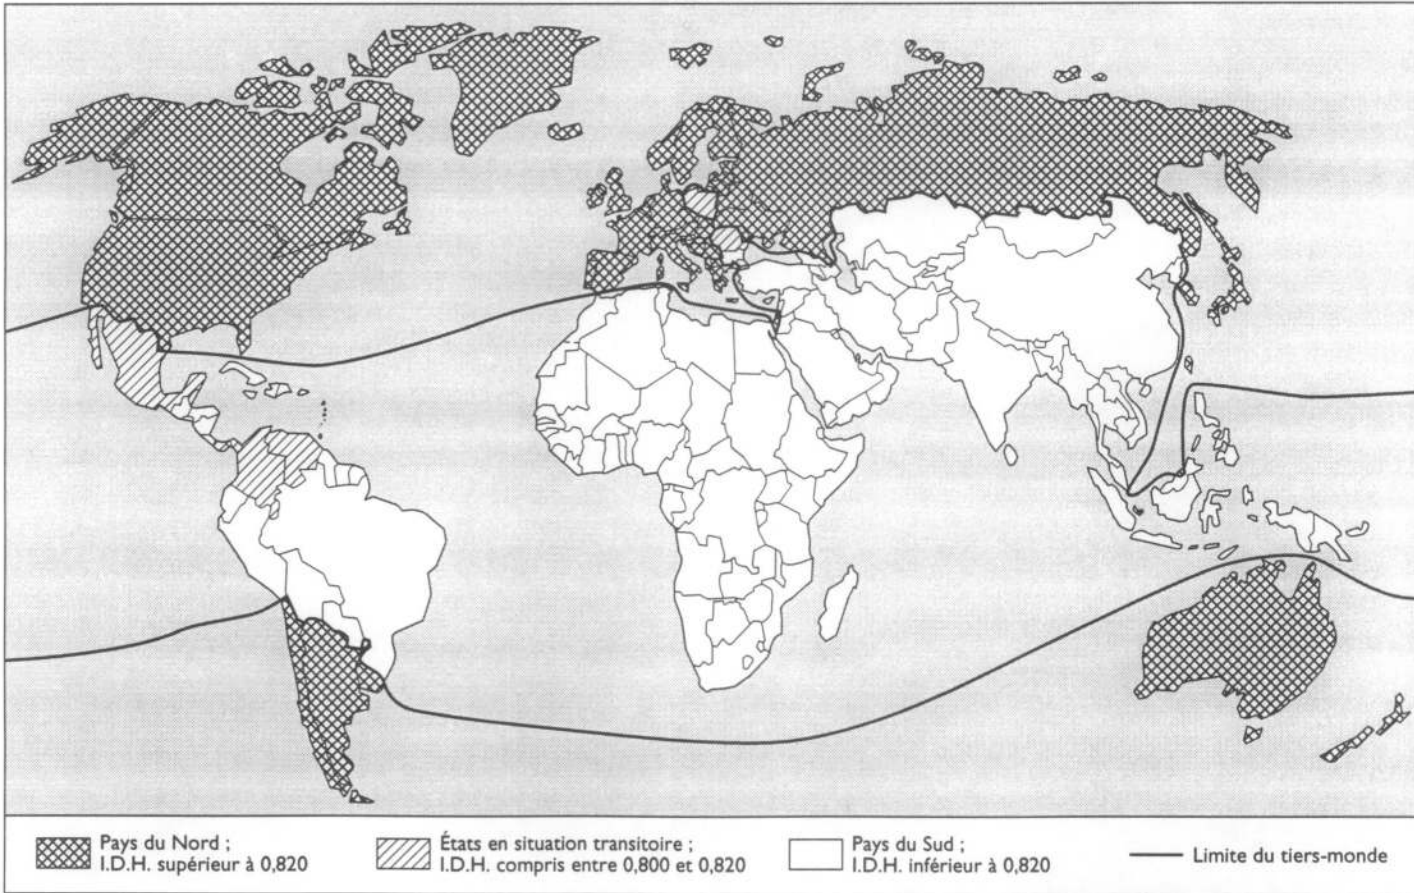 Pays du Nord ;
I.D.H. supérieur à 0,820
États en situation transitoire ;
I.D.H. compris entre 0,800 et 0,820
Pays du Sud ;
I.D.H. inférieur à 0,820
Limite du tiers-monde